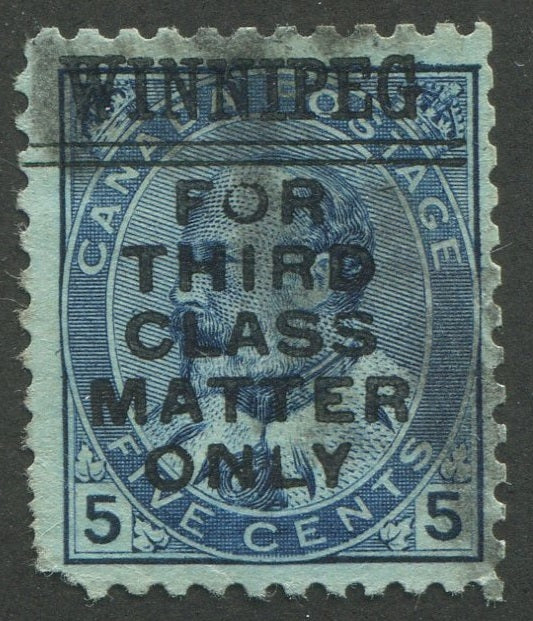 WINNIPEG
CANADA POSTAGE
FOR
THIRD
CLASS
MATTER
ONLY
FIVE CENTS
5 5